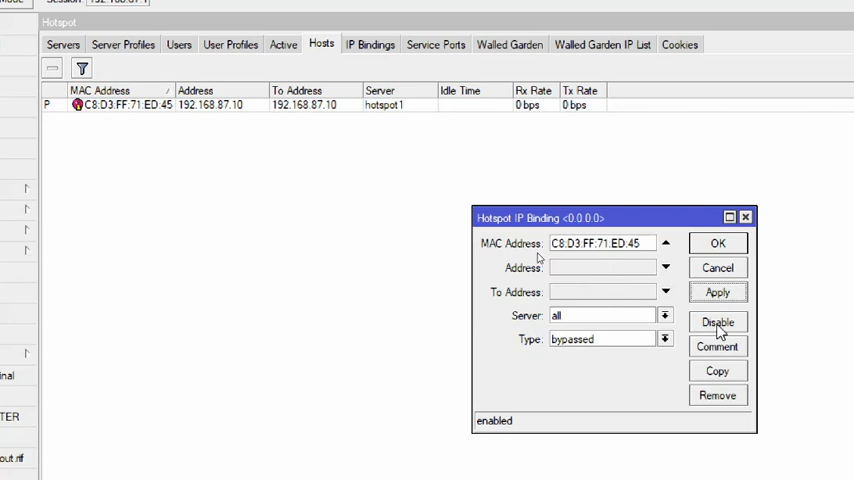 Hotspot
Servers Server Profiles Users User Profiles Active Hosts IP Bindings Service Ports Walled Garden Walled Garden IP List Cookies
MAC Address Address To Address Server Idle Time Rx Rate Tx Rate
P C8:D3:FF:71:ED:45 192.168.87.10 192.168.87.10 hotspot1 0 bps 0 bps
Hotspot IP Binding <0.0.0.0>
MAC Address: C8:D3:FF:71:ED:45 OK
Address: Cancel
To Address: Apply
Server: all Disable
Type: bypassed Comment
Copy
Remove
enabled
inal
TER
out.rif